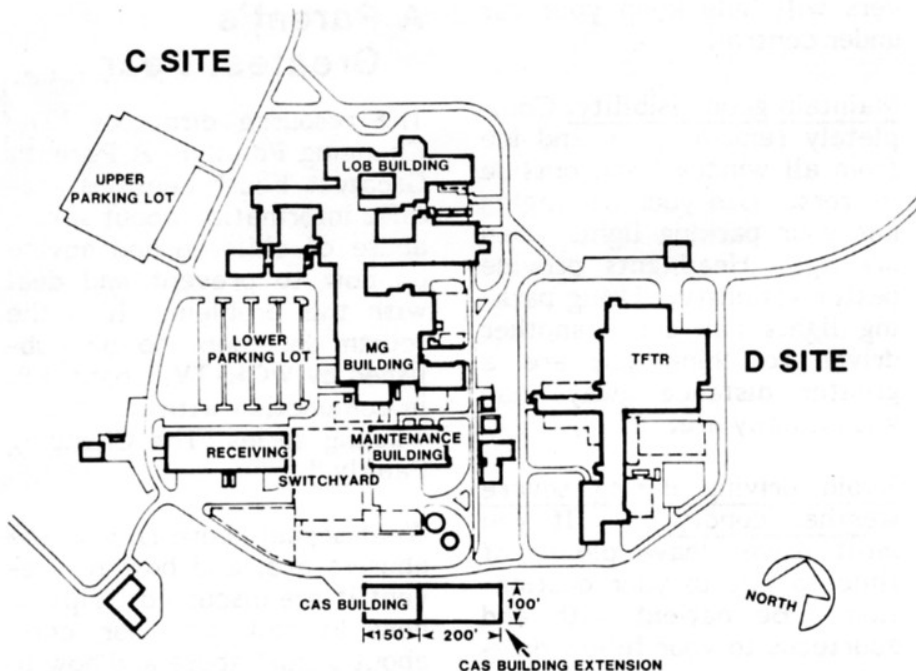 C SITE
UPPER
PARKING LOT
LOB BUILDING
LOWER
PARKING LOT
MG
BUILDING
TFTR
D SITE
RECEIVING
MAINTENANCE
BUILDING
SWITCHYARD
CAS BUILDING
100'
150'
200'
NORTH
CAS BUILDING EXTENSION